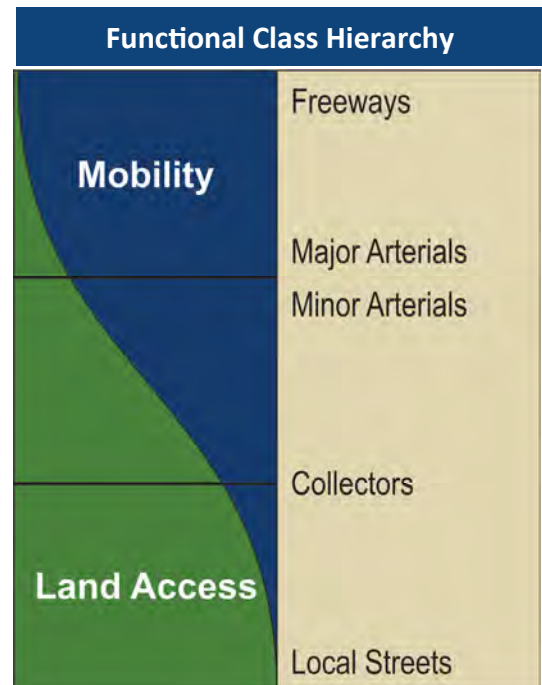 Functional Class Hierarchy
Freeways
Mobility
Major Arterials
Minor Arterials
Collectors
Land Access
Local Streets